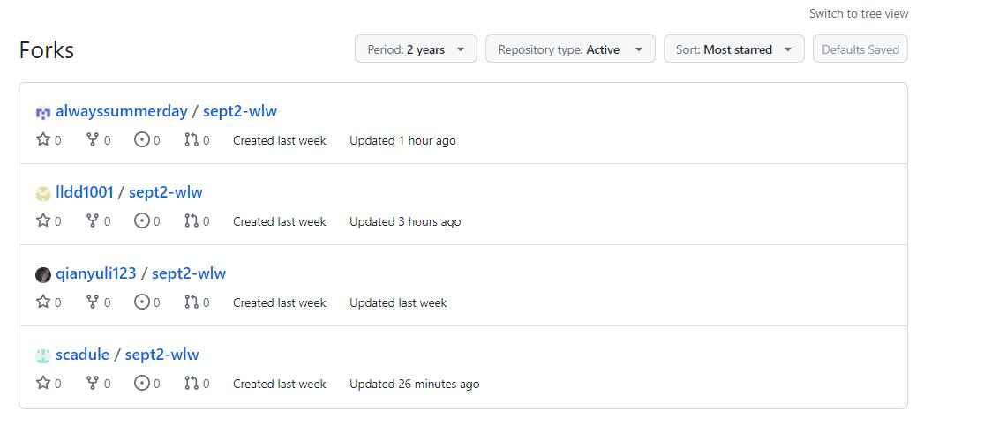 Switch to tree view
Forks Period: 2 years Repository type: Active Sort: Most starred Defaults Saved
alwayssummerday / sept2-wlw
0 0 0 0 Created last week Updated 1 hour ago
lldd1001 / sept2-wlw
0 0 0 0 Created last week Updated 3 hours ago
qianyuli123 / sept2-wlw
0 0 0 0 Created last week Updated last week
scadule / sept2-wlw
0 0 0 0 Created last week Updated 26 minutes ago